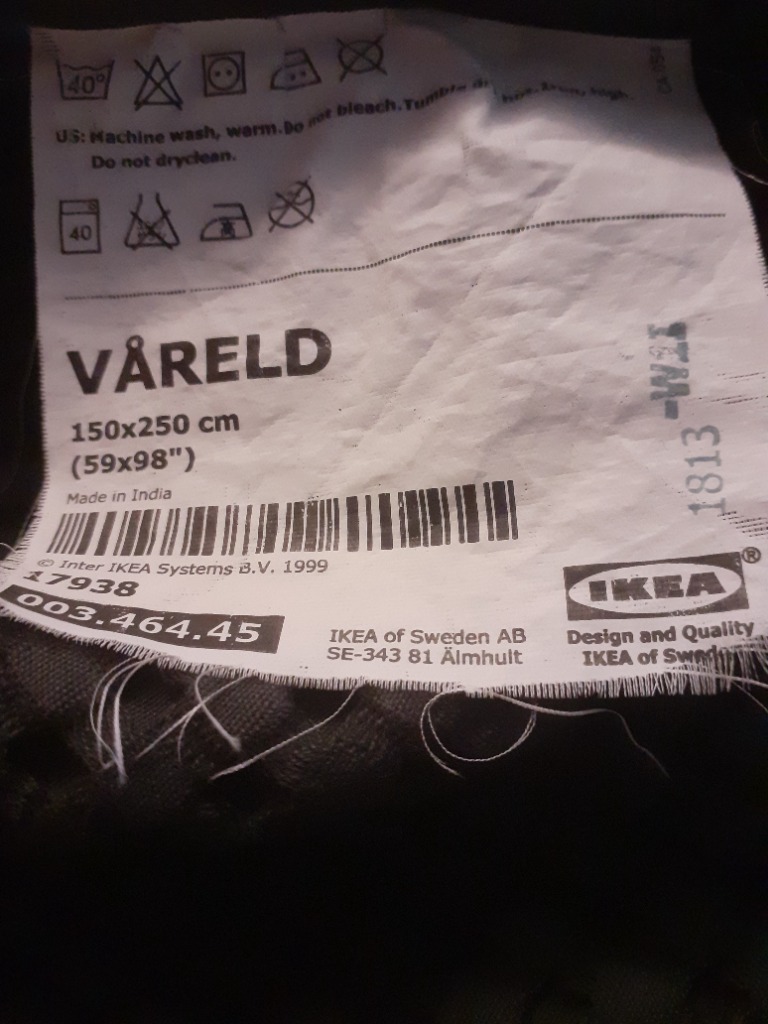 40°
US: Machine wash, warm. Do not bleach. Tumble
Iron, high.
Do not dryclean.
S
40
VÅRELD
150x250 cm
(59x98")
Made in India
© Inter IKEA Systems B.V. 1999
17938
003.464.45
IKEA of Sweden AB
SE-343 81 Älmhult
IKEA®
Design and Quality
IKEA of Sweden
1813